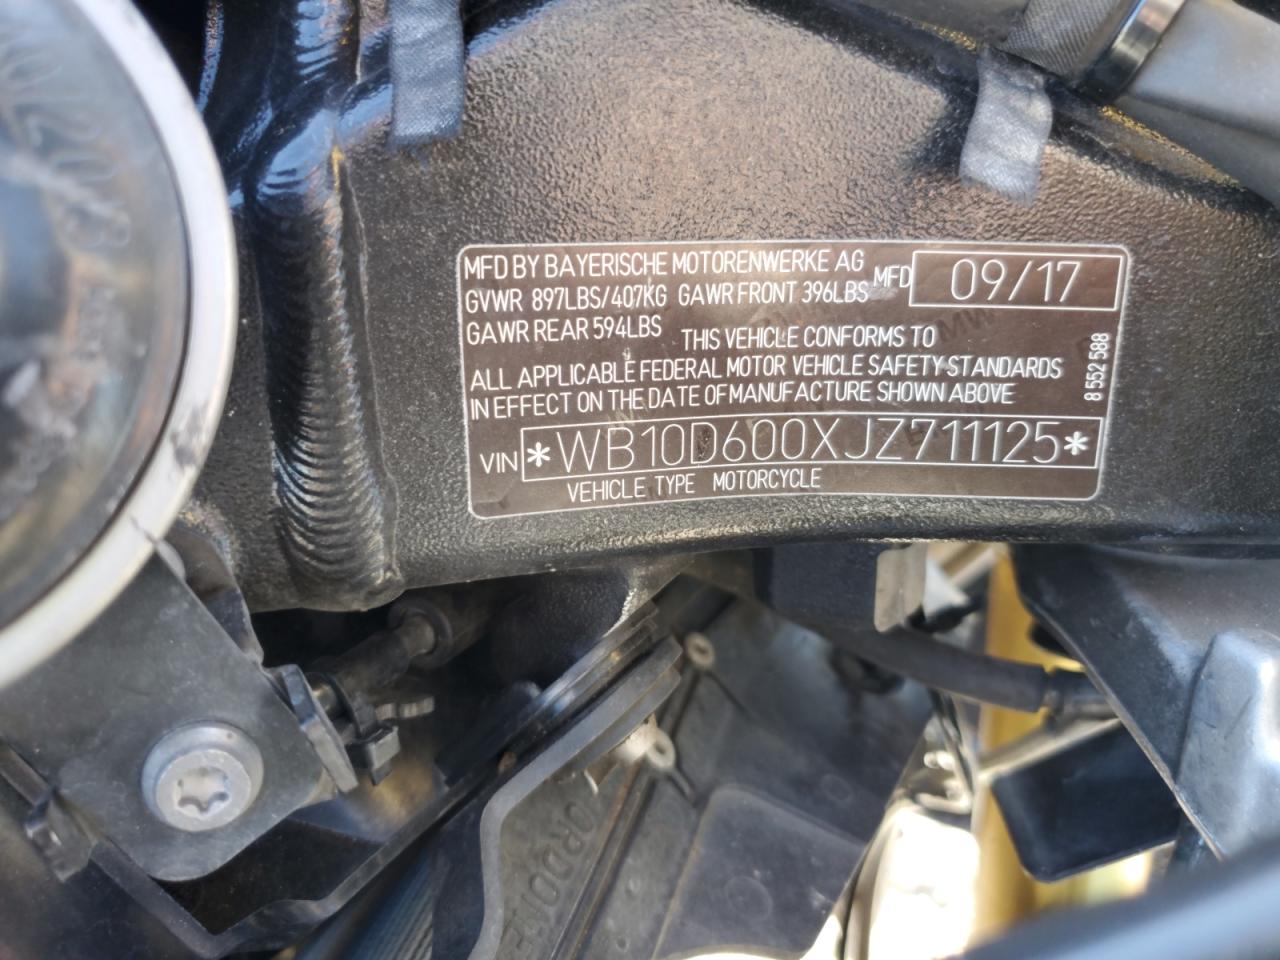 MFD BY BAYERISCHE MOTORENWERKE AG
GVWR 897LBS/407KG GAWR FRONT 396LBS MFD 09/17
GAWR REAR 594LBS THIS VEHICLE CONFORMS TO
ALL APPLICABLE FEDERAL MOTOR VEHICLE SAFETY STANDARDS
IN EFFECT ON THE DATE OF MANUFACTURE SHOWN ABOVE
8 552 588
VIN *WB10D600XJZ711125*
VEHICLE TYPE MOTORCYCLE